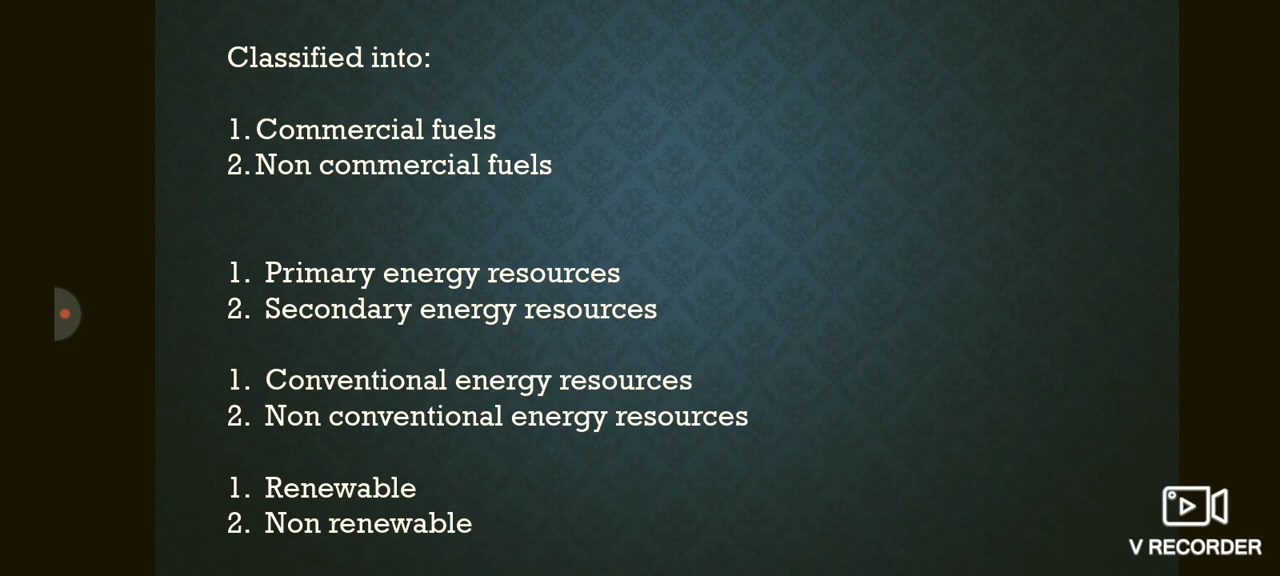 Classified into:
1. Commercial fuels
2. Non commercial fuels
1. Primary energy resources
2. Secondary energy resources
1. Conventional energy resources
2. Non conventional energy resources
1. Renewable
2. Non renewable
V RECORDER